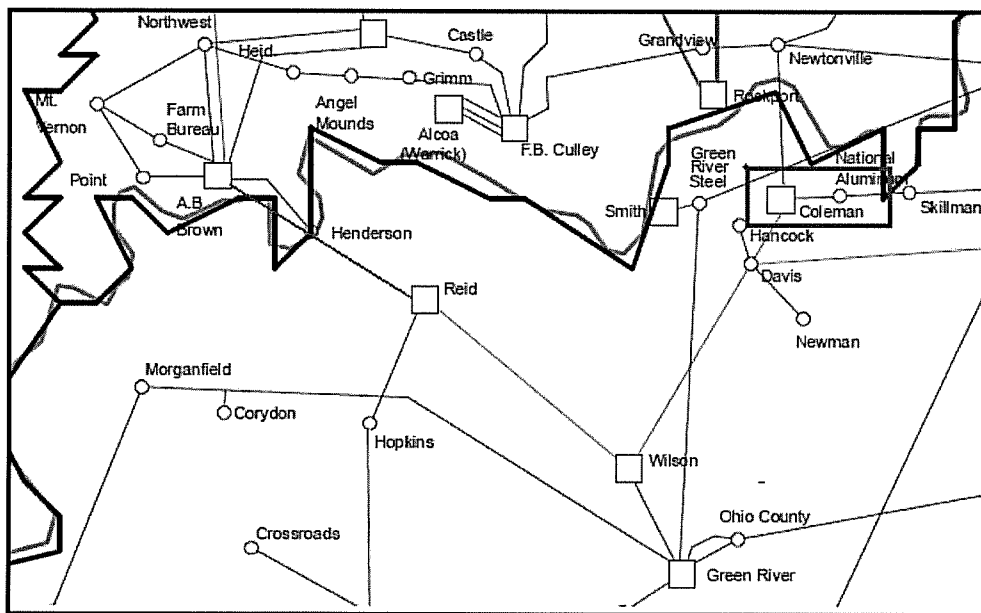 Northwest
Castle
Heid
Grandview
Newtonville
Grimm
Mt.
Vernon
Farm
Bureau
Angel
Mounds
Rockport
Alcoa
(Warrick)
F.B. Culley
Green
River
Steel
National
Aluminum
Point
A.B
Brown
Henderson
Smith
Coleman
Skillman
Hancock
Davis
Reid
Newman
Morganfield
Corydon
Hopkins
Wilson
Ohio County
Crossroads
Green River